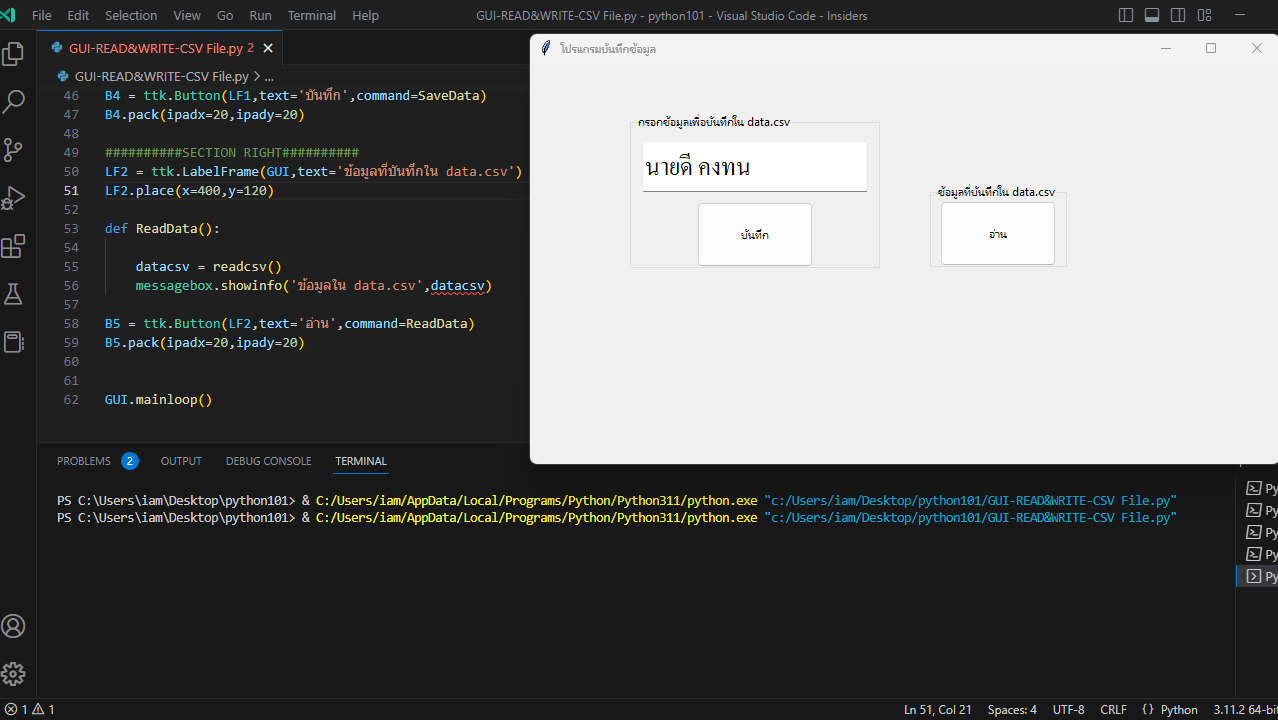 File Edit Selection View Go Run Terminal Help
GUI-READ&WRITE-CSV File.py - python101 - Visual Studio Code - Insiders
GUI-READ&WRITE-CSV File.py 2
GUI-READ&WRITE-CSV File.py > ...
46 B4 = ttk.Button(LF1,text='บันทึก',command=SaveData)
47 B4.pack(ipadx=20,ipady=20)
48
49 ##########SECTION RIGHT##########
50 LF2 = ttk.LabelFrame(GUI,text='ข้อมูลที่บันทึกใน data.csv')
51 LF2.place(x=400,y=120)
52
53 def ReadData():
54
55 datacsv = readcsv()
56 messagebox.showinfo('ข้อมูลใน data.csv',datacsv)
57
58 B5 = ttk.Button(LF2,text='อ่าน',command=ReadData)
59 B5.pack(ipadx=20,ipady=20)
60
61
62 GUI.mainloop()
โปรแกรมบันทึกข้อมูล
กรอกข้อมูลเพื่อบันทึกใน data.csv
นายดี คงทน
บันทึก
ข้อมูลที่บันทึกใน data.csv
อ่าน
PROBLEMS 2 OUTPUT DEBUG CONSOLE TERMINAL
PS C:\Users\iam\Desktop\python101> & C:/Users/iam/AppData/Local/Programs/Python/Python311/python.exe "c:/Users/iam/Desktop/python101/GUI-READ&WRITE-CSV File.py"
PS C:\Users\iam\Desktop\python101> & C:/Users/iam/AppData/Local/Programs/Python/Python311/python.exe "c:/Users/iam/Desktop/python101/GUI-READ&WRITE-CSV File.py"
Py
Py
Py
Py
Py
1 1
Ln 51, Col 21 Spaces: 4 UTF-8 CRLF {} Python 3.11.2 64-bit